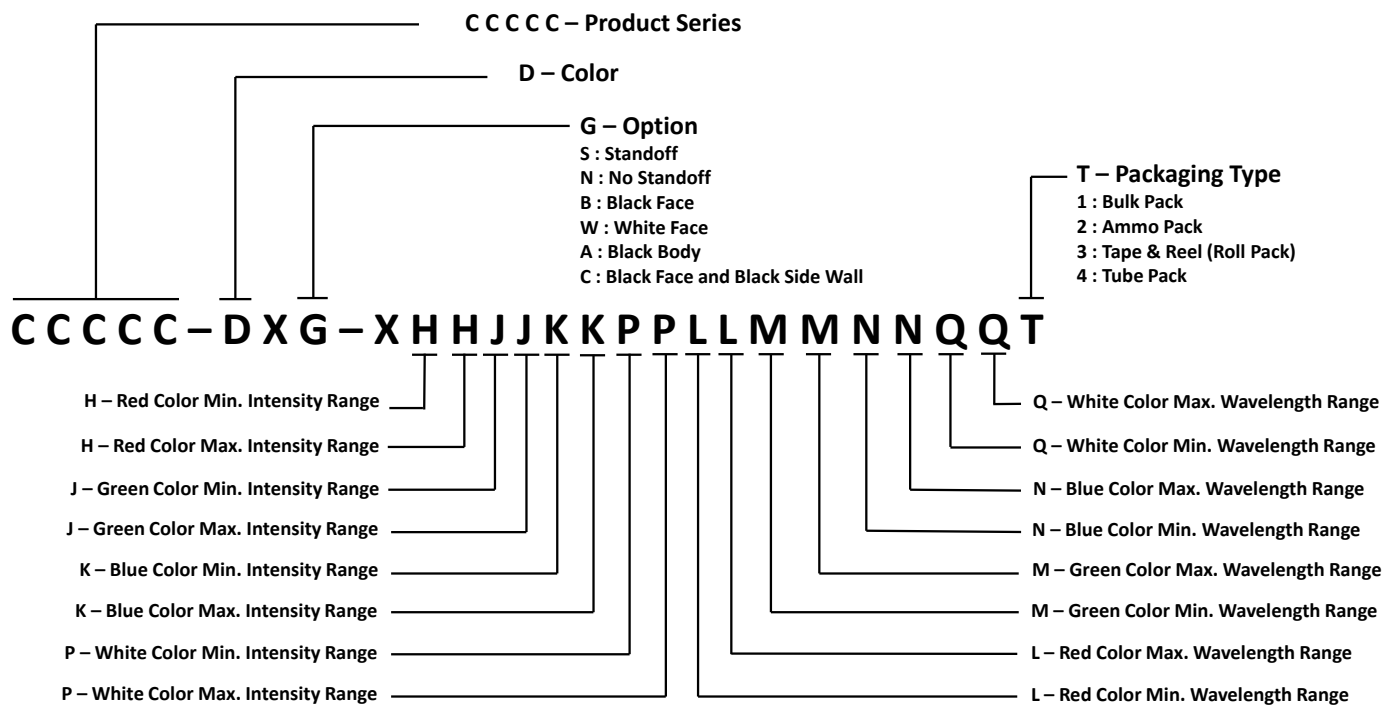 C C C C C – Product Series
D – Color
G – Option
S : Standoff
N : No Standoff
B : Black Face
W : White Face
A : Black Body
C : Black Face and Black Side Wall
T – Packaging Type
1 : Bulk Pack
2 : Ammo Pack
3 : Tape & Reel (Roll Pack)
4 : Tube Pack
C C C C C – D X G – X H H J J K K P P L L M M N N Q Q T
H – Red Color Min. Intensity Range
H – Red Color Max. Intensity Range
J – Green Color Min. Intensity Range
J – Green Color Max. Intensity Range
K – Blue Color Min. Intensity Range
K – Blue Color Max. Intensity Range
P – White Color Min. Intensity Range
P – White Color Max. Intensity Range
Q – White Color Max. Wavelength Range
Q – White Color Min. Wavelength Range
N – Blue Color Max. Wavelength Range
N – Blue Color Min. Wavelength Range
M – Green Color Max. Wavelength Range
M – Green Color Min. Wavelength Range
L – Red Color Max. Wavelength Range
L – Red Color Min. Wavelength Range